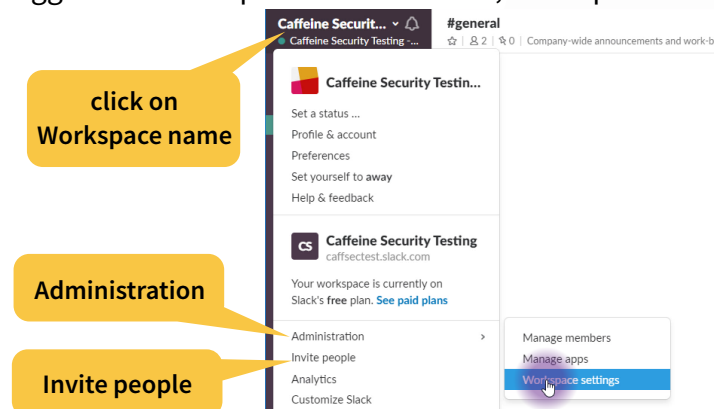 Caffeine Securit...
Caffeine Security Testing -...
#general
2 | 0 | Company-wide announcements and work-b
click on
Workspace name
Caffeine Security Testin...
Set a status ...
Profile & account
Preferences
Set yourself to away
Help & feedback
CS
Caffeine Security Testing
caffsectest.slack.com
Your workspace is currently on
Slack's free plan. See paid plans
Administration
Administration
Manage members
Invite people
Invite people
Manage apps
Analytics
Workspace settings
Customize Slack